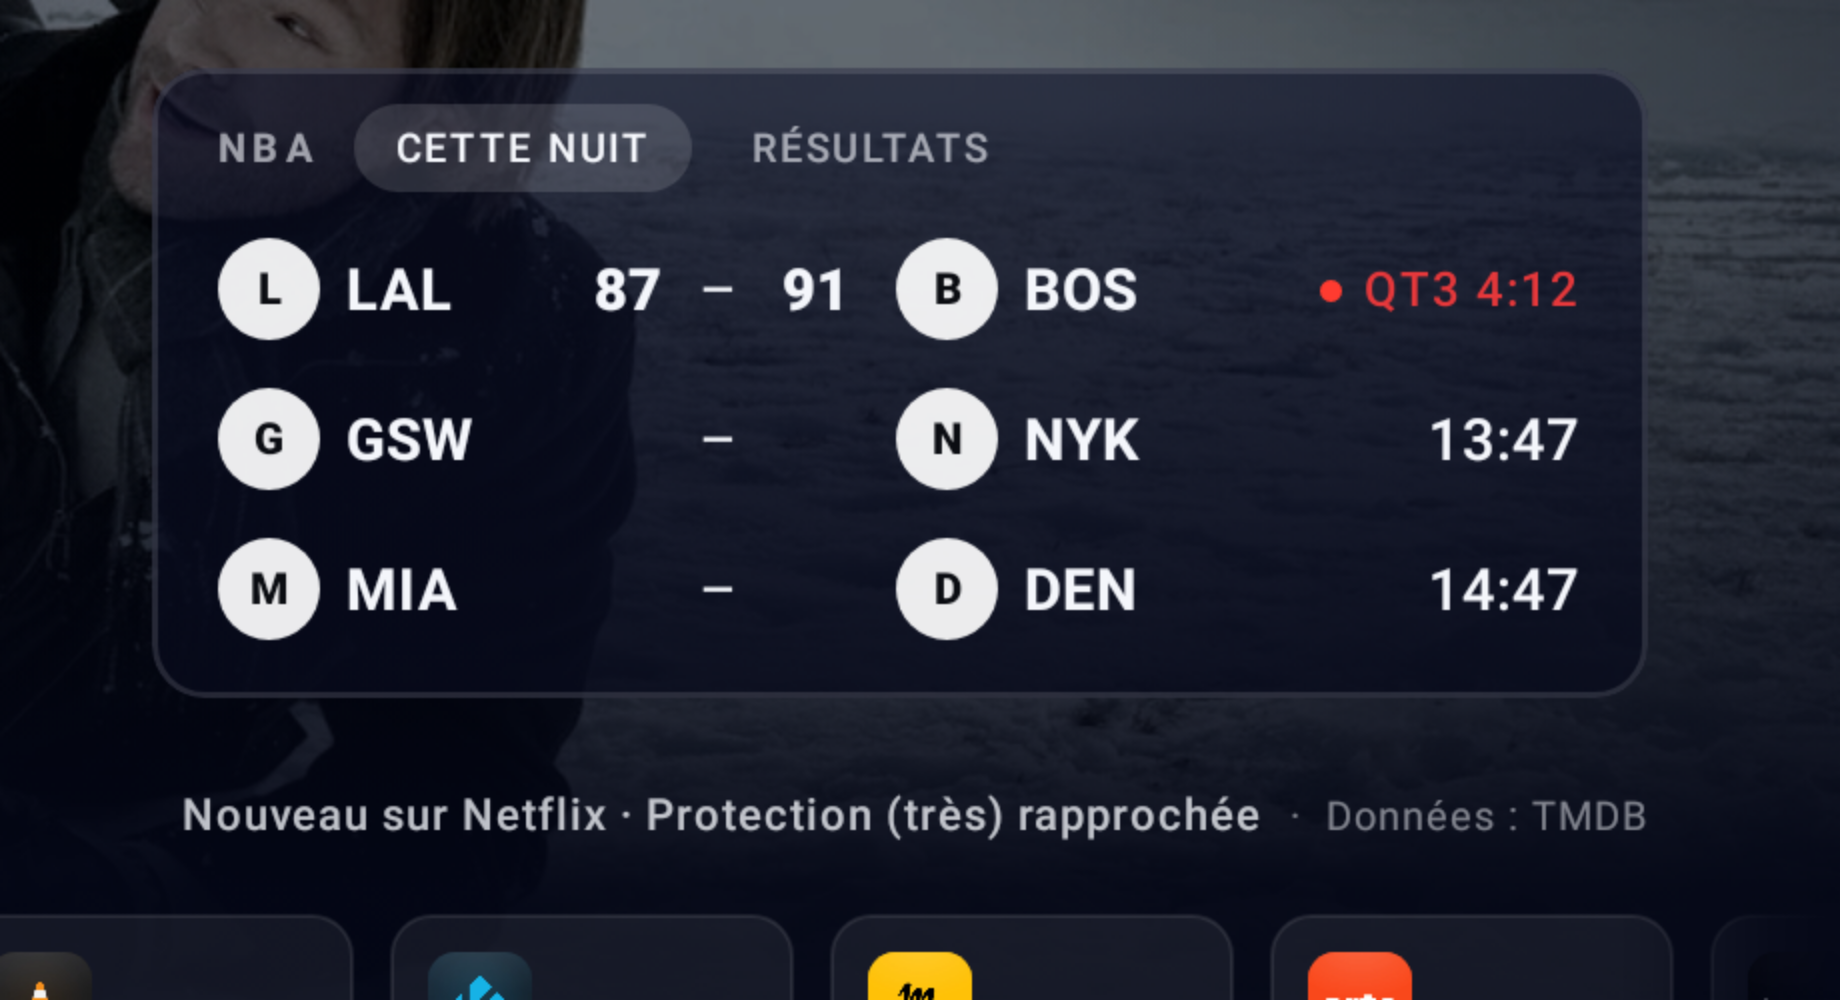 NBA CETTE NUIT RÉSULTATS
L LAL 87 – 91 B BOS • QT3 4:12
G GSW – N NYK 13:47
M MIA – D DEN 14:47
Nouveau sur Netflix · Protection (très) rapprochée · Données : TMDB